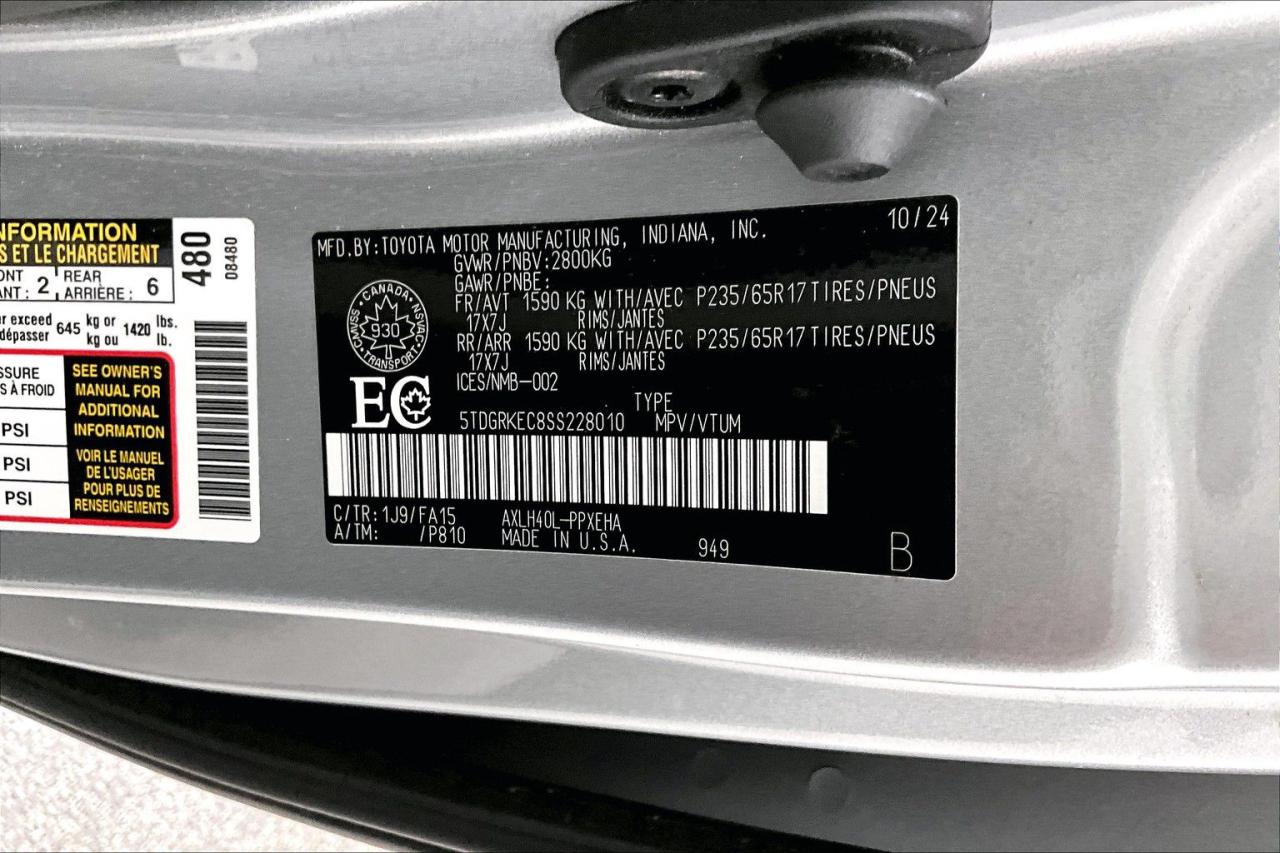 NFORMATION
S ET LE CHARGEMENT
ONT 2 REAR 6
ANT : ARRIÈRE :
er exceed 645 kg or 1420 lbs.
dépasser kg ou lb.
SSURE
S À FROID
PSI
PSI
PSI
SEE OWNER'S
MANUAL FOR
ADDITIONAL
INFORMATION
VOIR LE MANUEL
DE L'USAGER
POUR PLUS DE
RENSEIGNEMENTS
480
08480
MFD.BY:TOYOTA MOTOR MANUFACTURING, INDIANA, INC. 10/24
GVWR/PNBV:2800KG
GAWR/PNBE:
FR/AVT 1590 KG WITH/AVEC P235/65R17 TIRES/PNEUS
17X7J RIMS/JANTES
RR/ARR 1590 KG WITH/AVEC P235/65R17 TIRES/PNEUS
17X7J RIMS/JANTES
ICES/NMB-002
CANADA
CMVSS 930 NSVAC
TRANSPORT
EC
TYPE
5TDGRKEC8SS228010 MPV/VTUM
C/TR:1J9/FA15 AXLH40L-PPXEHA
A/TM: /P810 MADE IN U.S.A. 949
B